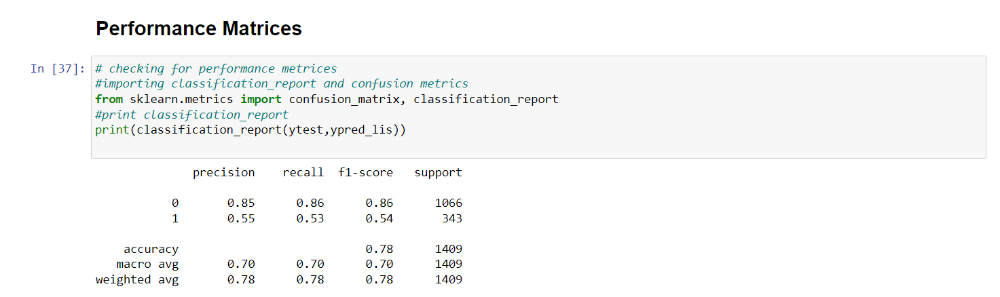 Performance Matrices
In [37]: # checking for performance metrices
#importing classification_report and confusion metrics
from sklearn.metrics import confusion_matrix, classification_report
#print classification_report
print(classification_report(ytest,ypred_lis))
precision recall f1-score support
0 0.85 0.86 0.86 1066
1 0.55 0.53 0.54 343
accuracy 0.78 1409
macro avg 0.70 0.70 0.70 1409
weighted avg 0.78 0.78 0.78 1409